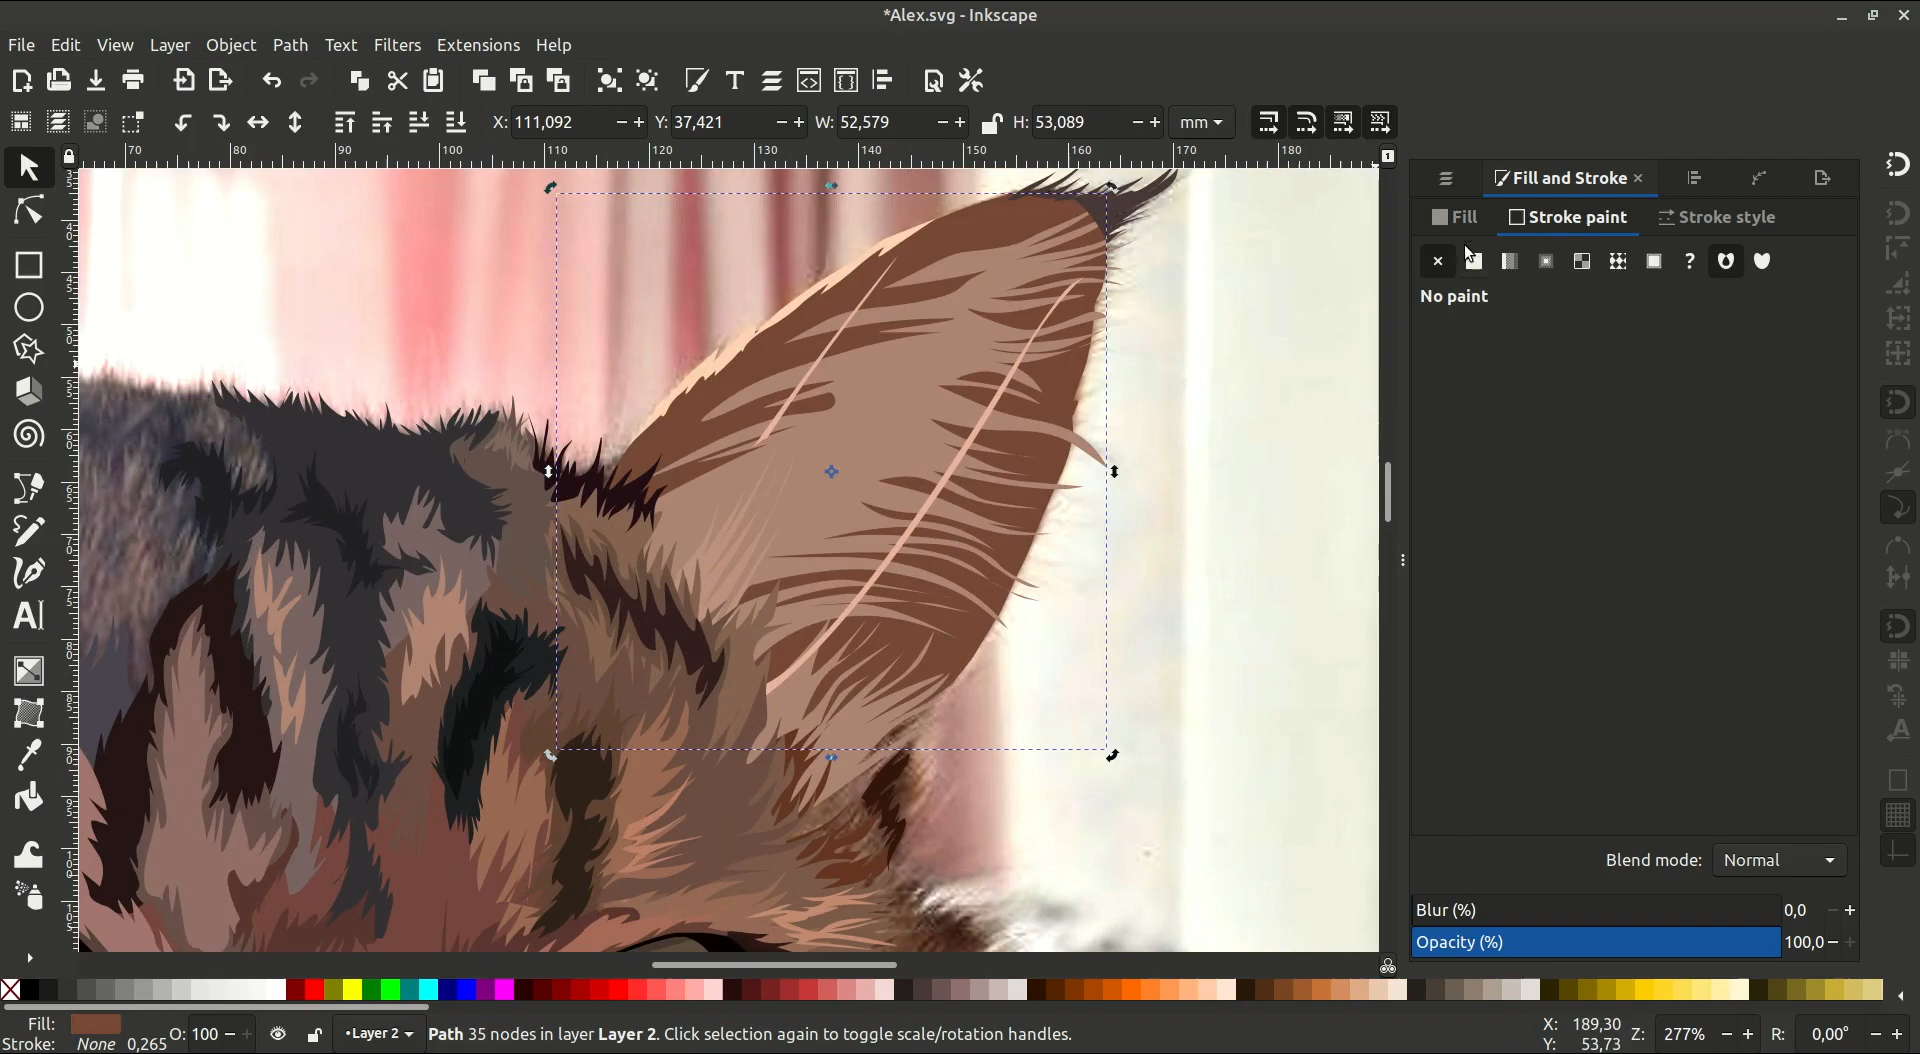 *Alex.svg - Inkscape
File Edit View Layer Object Path Text Filters Extensions Help
X: 111,092 − + Y: 37,421 − + W: 52,579 − + H: 53,089 − + mm
70 80 90 100 110 120 130 140 150 160 170 180
Fill and Stroke
Fill Stroke paint Stroke style
No paint
Blend mode: Normal
Blur (%) 0,0 − +
Opacity (%) 100,0 − +
Fill: O: 100 − + •Layer 2 Path 35 nodes in layer Layer 2. Click selection again to toggle scale/rotation handles. X: 189,30 Z: 277% − + R: 0,00° − +
Stroke: None 0,265 Y: 53,73